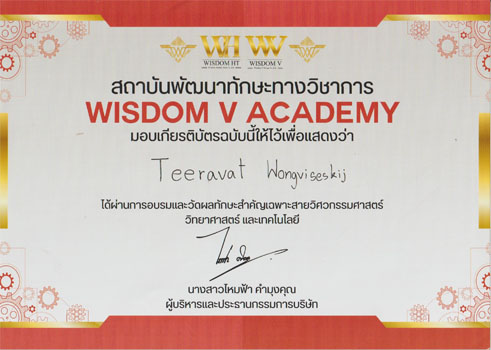 WISDOM HT WISDOM V
สถาบันพัฒนาทักษะทางวิชาการ
WISDOM V ACADEMY
มอบเกียรติบัตรฉบับนี้ให้ไว้เพื่อแสดงว่า
Teeravat Wongviseskij
ได้ผ่านการอบรมและวัดผลทักษะสำคัญเฉพาะสายวิศวกรรมศาสตร์
วิทยาศาสตร์ และเทคโนโลยี
นางสาวโหมฟ้า คำมุงคุณ
ผู้บริหารและประธานกรรมการบริษัท